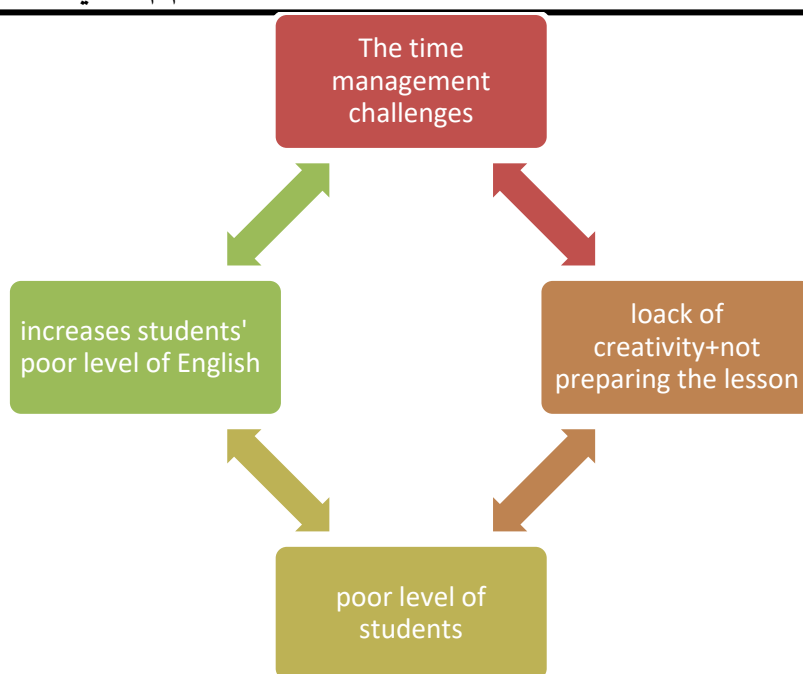 The time
management
challenges
increases students'
poor level of English
loack of
creativity+not
preparing the lesson
poor level of
students